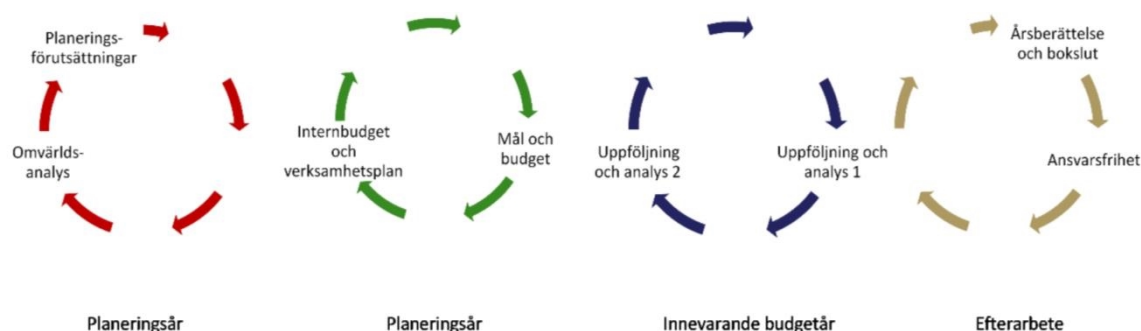 Planerings-
förutsättningar
Omvärlds-
analys
Planeringsår
Internbudget
och
verksamhetsplan
Mål och
budget
Planeringsår
Uppföljning
och analys 2
Uppföljning och
analys 1
Innevarande budgetår
Årsberättelse
och bokslut
Ansvarsfrihet
Efterarbete